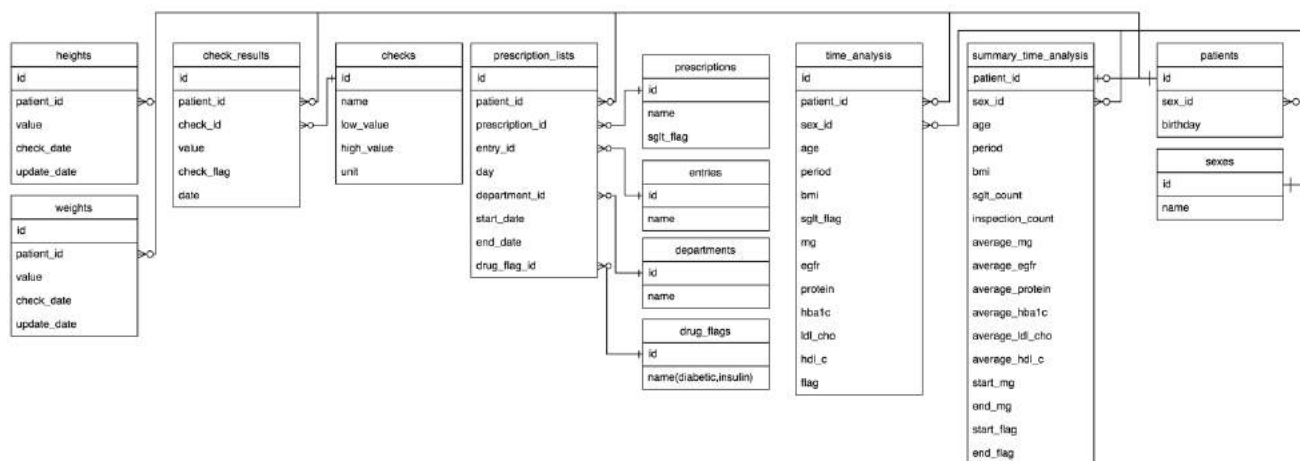 heights
id
patient_id
value
check_date
update_date
weights
id
patient_id
value
check_date
update_date
check_results
id
patient_id
check_id
value
check_flag
date
checks
id
name
low_value
high_value
unit
prescription_lists
id
patient_id
prescription_id
entry_id
day
department_id
start_date
end_date
drug_flag_id
prescriptions
id
name
sglt_flag
entries
id
name
departments
id
name
drug_flags
id
name(diabetic,insulin)
time_analysis
id
patient_id
sex_id
age
period
bmi
sglt_flag
mg
egfr
protein
hba1c
ldl_cho
hdl_c
flag
summary_time_analysis
patient_id
sex_id
age
period
bmi
sglt_count
inspection_count
average_mg
average_egfr
average_protein
average_hba1c
average_ldl_cho
average_hdl_c
start_mg
end_mg
start_flag
end_flag
patients
id
sex_id
birthday
sexes
id
name